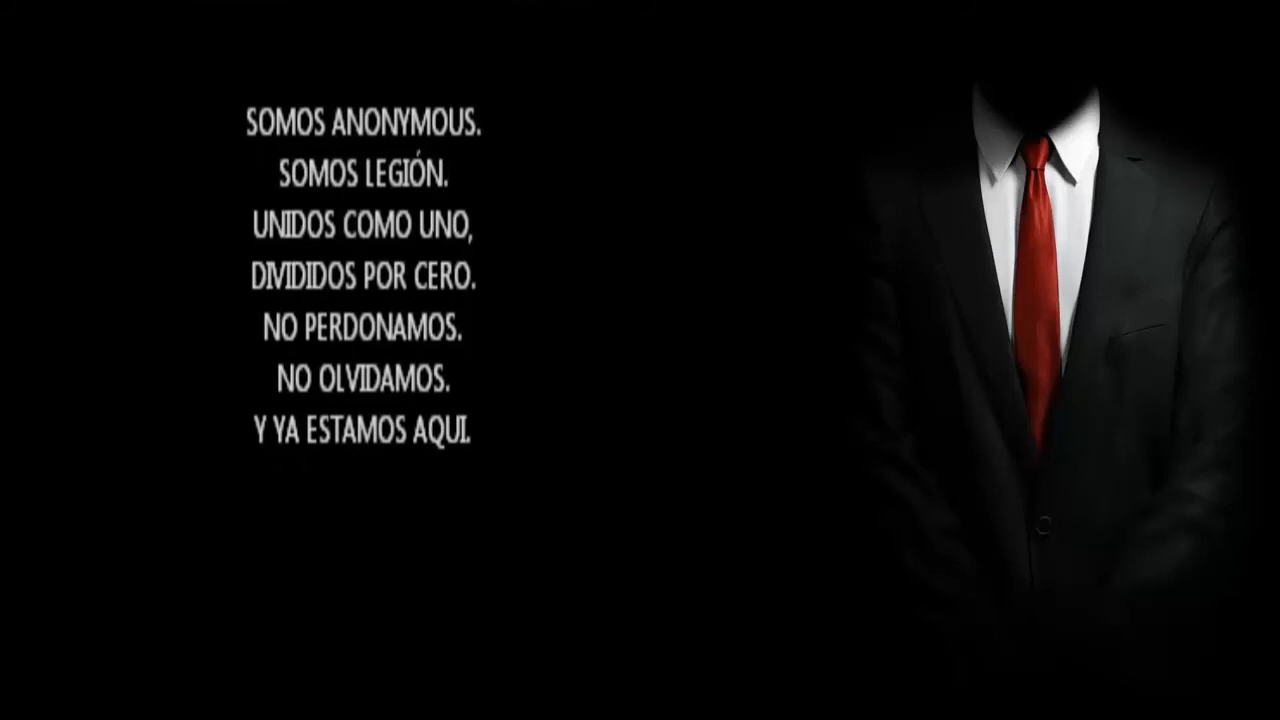 SOMOS ANONYMOUS.
SOMOS LEGIÓN.
UNIDOS COMO UNO,
DIVIDIDOS POR CERO.
NO PERDONAMOS.
NO OLVIDAMOS.
Y YA ESTAMOS AQUI.